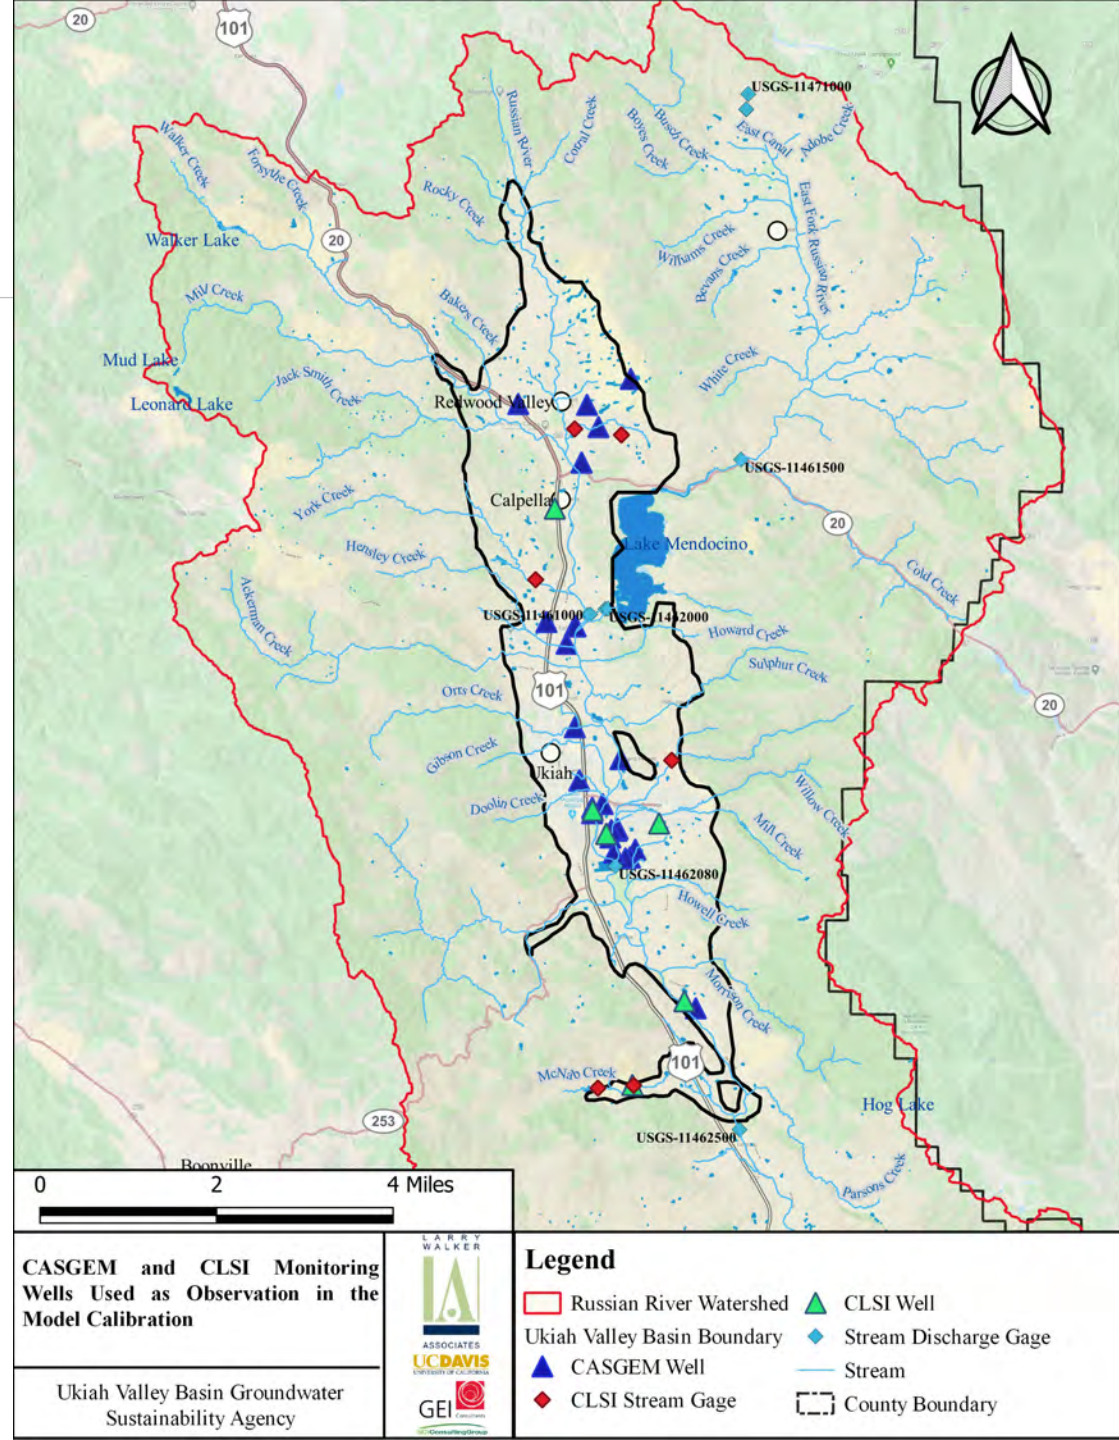 20
101
USGS-11471000
Russian River
Cotral Creek
Boyes Creek
Busch Creek
East Canal
Adobe Creek
Walker Creek
Forsythe Creek
Rocky Creek
East Fork Russian River
Walker Lake
20
Williams Creek
Bevans Creek
Mill Creek
Bakers Creek
Mud Lake
Jack Smith Creek
White Creek
Leonard Lake
Redwood Valley
USGS-11461500
York Creek
Calpella
20
Lake Mendocino
Hensley Creek
Cold Creek
Ackerman Creek
USGS-11461000
USGS-11462000
Howard Creek
Sulphur Creek
Orrs Creek
101
20
Gibson Creek
Ukiah
Doolin Creek
Willow Creek
Mill Creek
USGS-11462080
Howell Creek
Morrison Creek
101
McNab Creek
Hog Lake
253
USGS-11462500
Boonville
Parsons Creek
0 2 4 Miles
CASGEM and CLSI Monitoring
Wells Used as Observation in the
Model Calibration
Ukiah Valley Basin Groundwater
Sustainability Agency
LARRY
WALKER
LA
ASSOCIATES
UCDAVIS
UNIVERSITY OF CALIFORNIA
GEI
Consultants
Legend
Russian River Watershed
Ukiah Valley Basin Boundary
CASGEM Well
CLSI Stream Gage
CLSI Well
Stream Discharge Gage
Stream
County Boundary